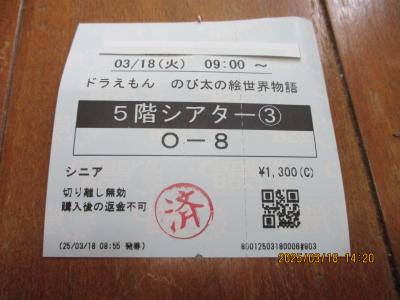 03/18(火) 09:00 ～
ドラえもん のび太の絵世界物語
5階シアター③
O－8
シニア ¥1,300(C)
切り離し無効
購入後の返金不可
済
(25/03/18 08:55 発券)
2025/03/18 14:20